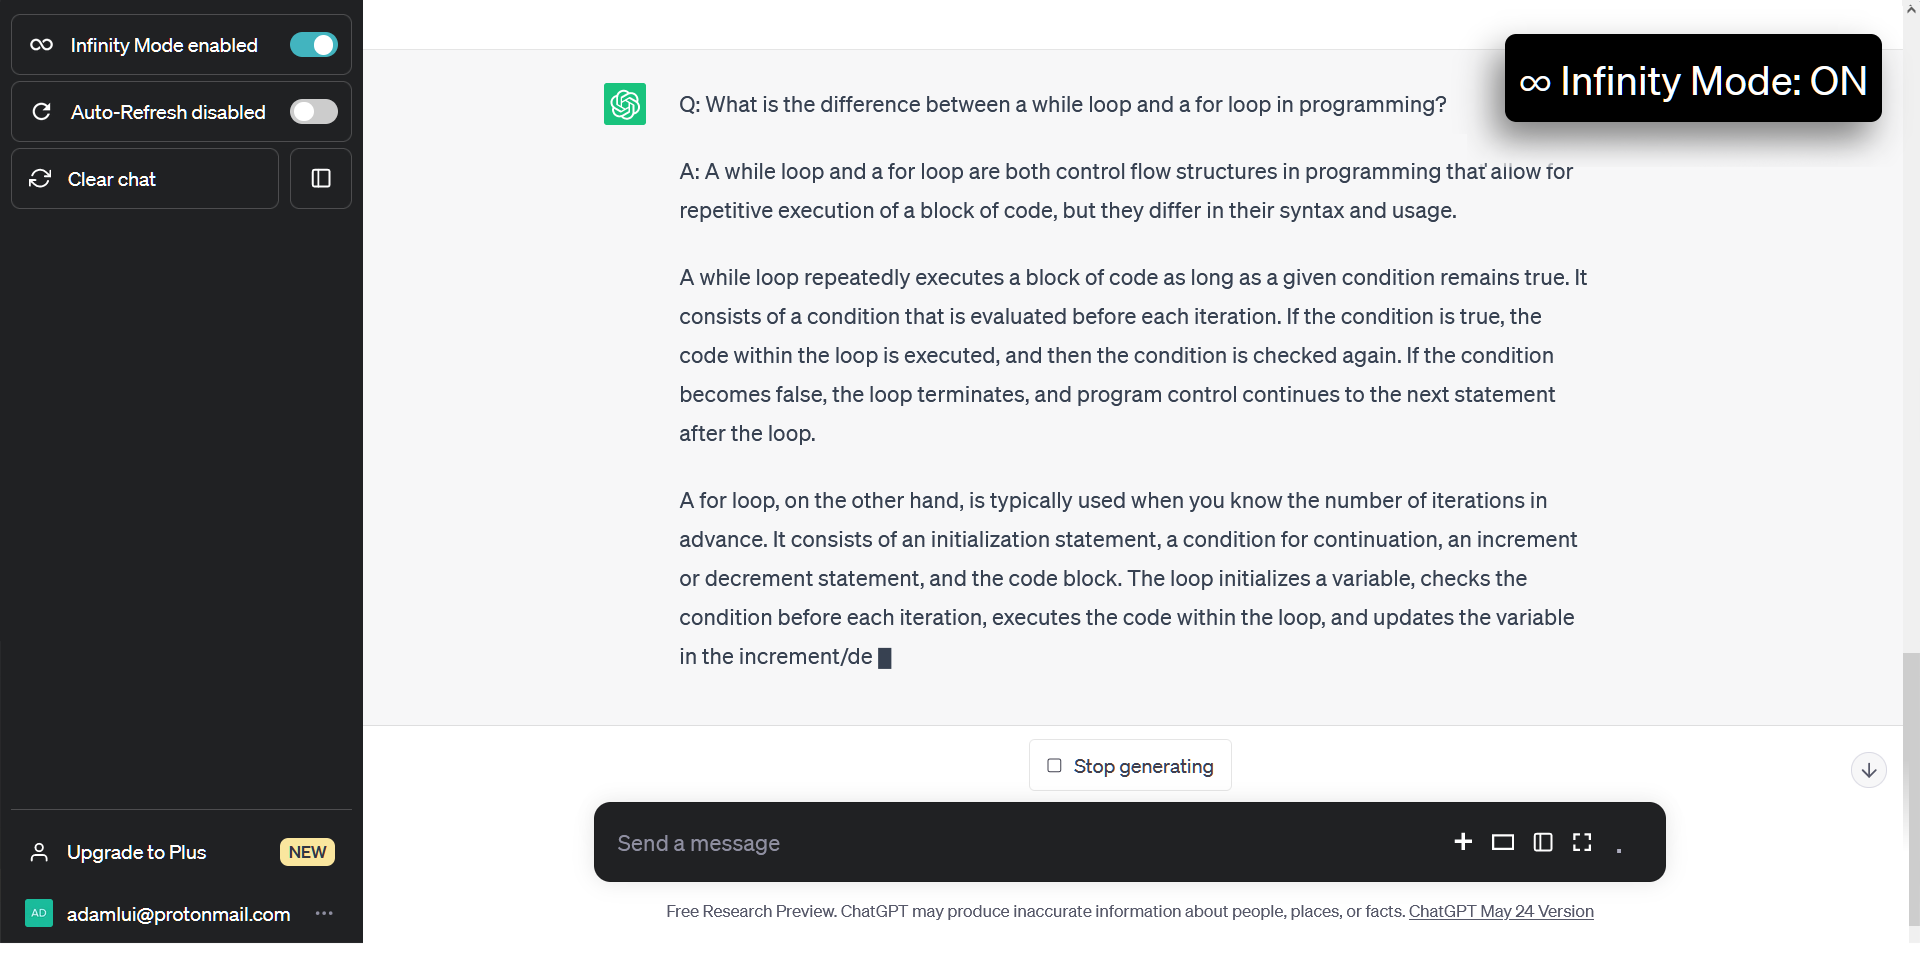 ∞ Infinity Mode enabled
Auto-Refresh disabled
Clear chat
∞ Infinity Mode: ON
Q: What is the difference between a while loop and a for loop in programming?
A: A while loop and a for loop are both control flow structures in programming that allow for
repetitive execution of a block of code, but they differ in their syntax and usage.
A while loop repeatedly executes a block of code as long as a given condition remains true. It
consists of a condition that is evaluated before each iteration. If the condition is true, the
code within the loop is executed, and then the condition is checked again. If the condition
becomes false, the loop terminates, and program control continues to the next statement
after the loop.
A for loop, on the other hand, is typically used when you know the number of iterations in
advance. It consists of an initialization statement, a condition for continuation, an increment
or decrement statement, and the code block. The loop initializes a variable, checks the
condition before each iteration, executes the code within the loop, and updates the variable
in the increment/de
Stop generating
Send a message
Free Research Preview. ChatGPT may produce inaccurate information about people, places, or facts. ChatGPT May 24 Version
Upgrade to Plus NEW
AD adamlui@protonmail.com